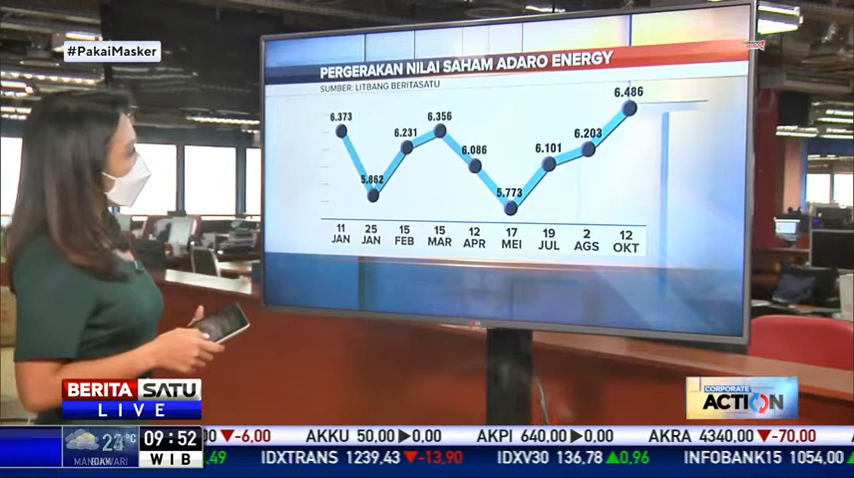 #PakaiMasker
PERGERAKAN NILAI SAHAM ADARO ENERGY
SUMBER: LITBANG BERITASATU
6.373
5.862
6.231
6.356
6.086
5.773
6.101
6.203
6.486
11 JAN
25 JAN
15 FEB
15 MAR
12 APR
17 MEI
19 JUL
2 AGS
12 OKT
BERITA SATU
LIVE
CORPORATE
ACTION
09:52
WIB
00 ▼-6,00 AKKU 50,00 ▶0,00 AKPI 640,00 ▶0,00 AKRA 4340,00 ▼-70,00
,49 IDXTRANS 1239,43 ▼-13,90 IDXV30 136,78 ▲0,96 INFOBANK15 1054,00 ▲